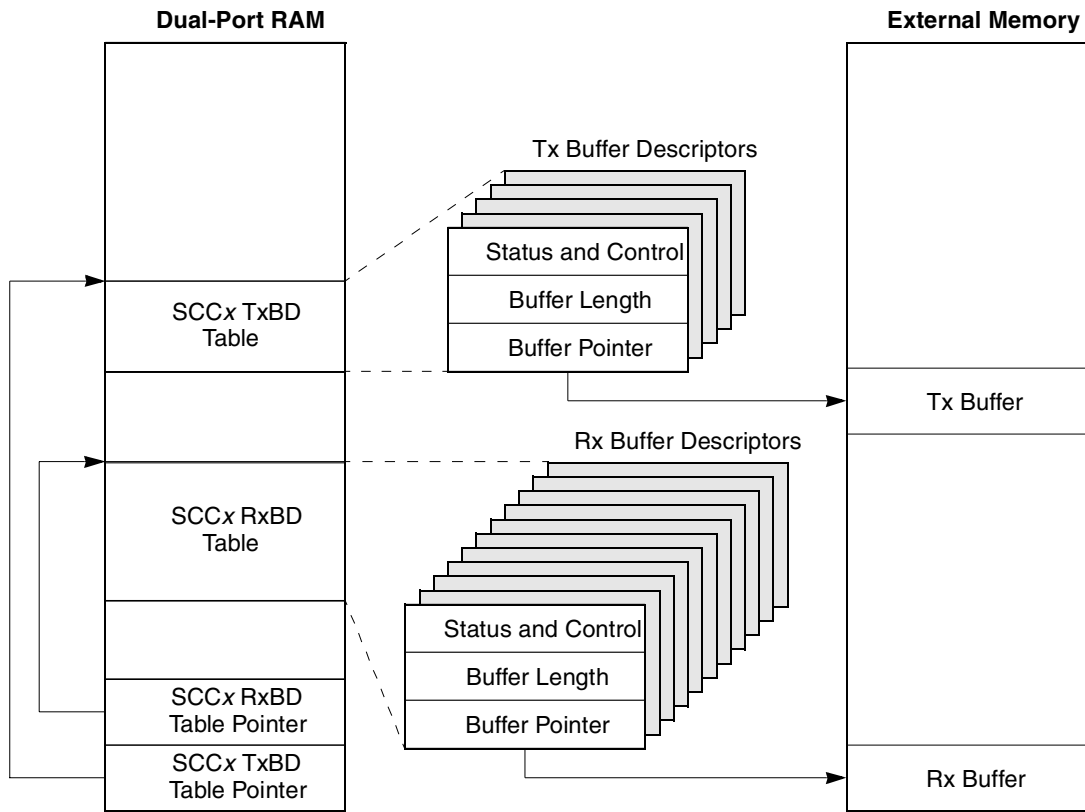 Dual-Port RAM
External Memory
Tx Buffer Descriptors
Status and Control
Buffer Length
Buffer Pointer
SCCx TxBD
Table
Tx Buffer
Rx Buffer Descriptors
SCCx RxBD
Table
Status and Control
Buffer Length
Buffer Pointer
SCCx RxBD
Table Pointer
SCCx TxBD
Table Pointer
Rx Buffer